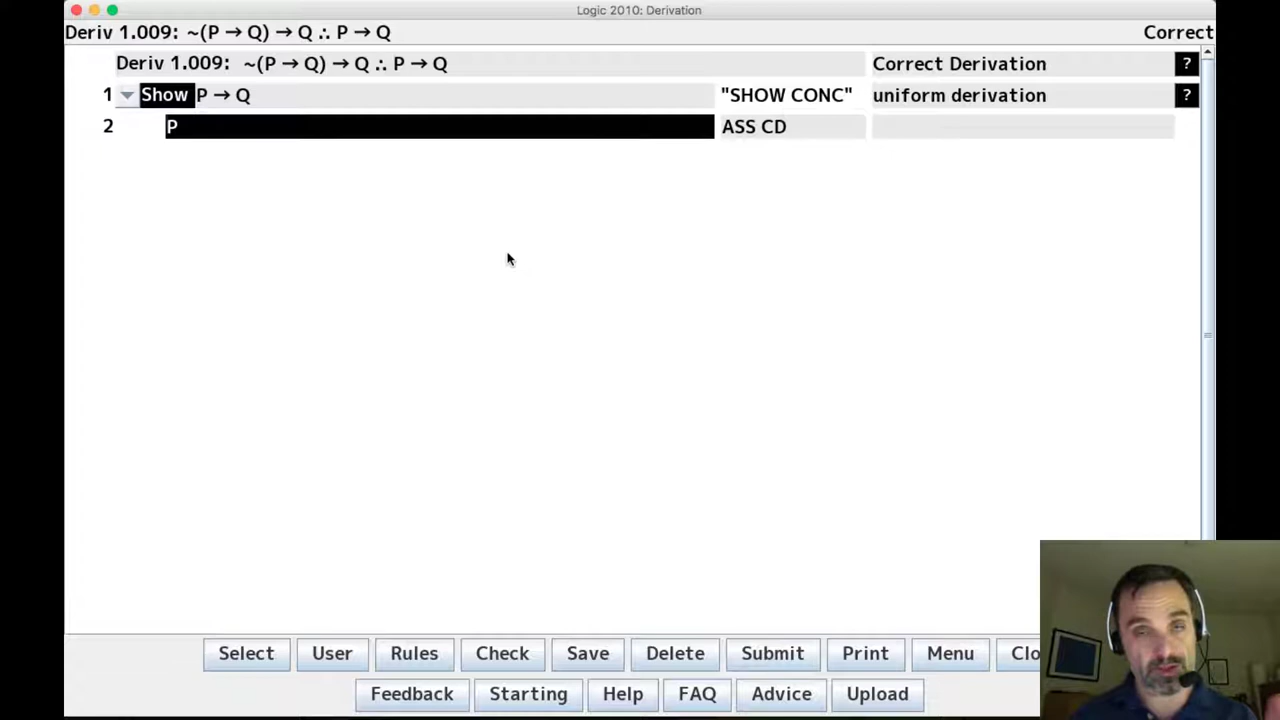 Logic 2010: Derivation
Deriv 1.009: ~(P → Q) → Q ∴ P → Q Correct
Deriv 1.009: ~(P → Q) → Q ∴ P → Q Correct Derivation ?
1 Show P → Q "SHOW CONC" uniform derivation ?
2 P ASS CD
Select User Rules Check Save Delete Submit Print Menu Clo
Feedback Starting Help FAQ Advice Upload